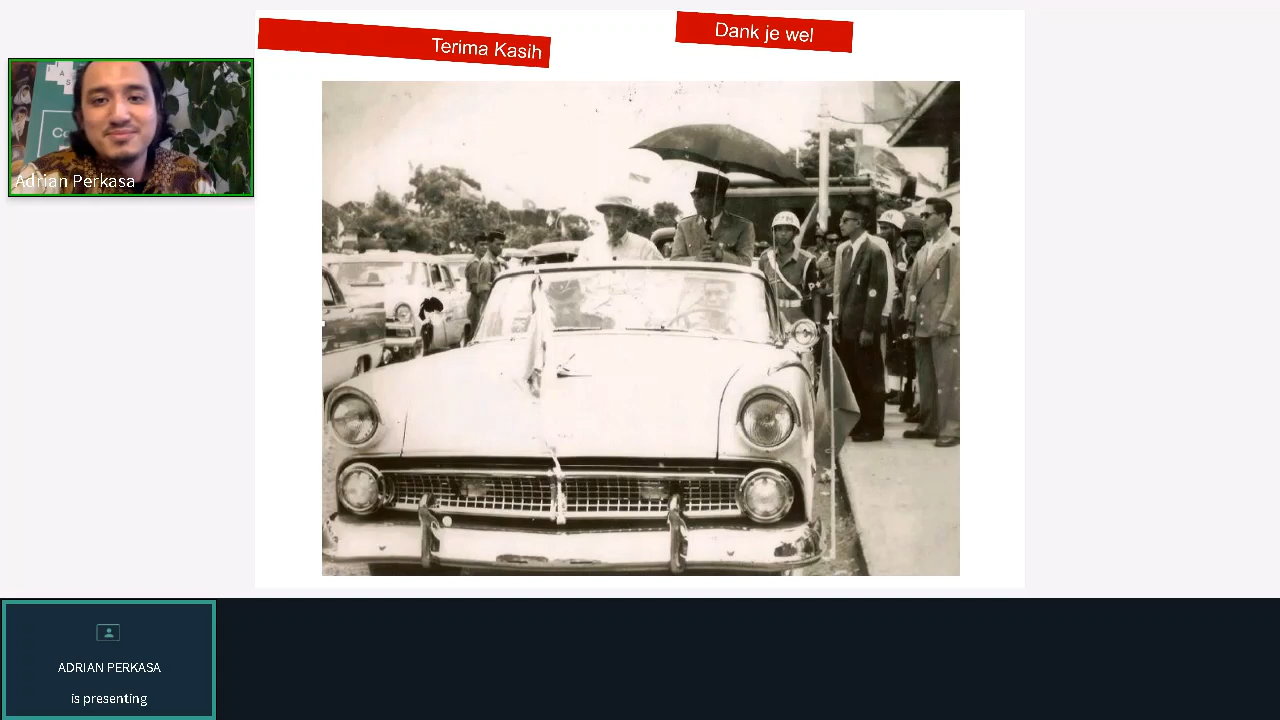 Terima Kasih
Dank je wel
Adrian Perkasa
ADRIAN PERKASA
is presenting